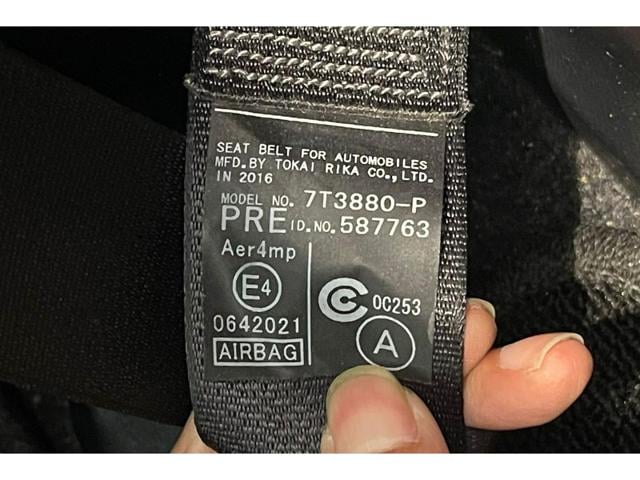 SEAT BELT FOR AUTOMOBILES
MFD. BY TOKAI RIKA CO., LTD.
IN 2016
MODEL NO. 7T3880-P
PRE I D. NO. 587763
Aer4mp
E4
0642021
AIRBAG
CCC 0C253
A